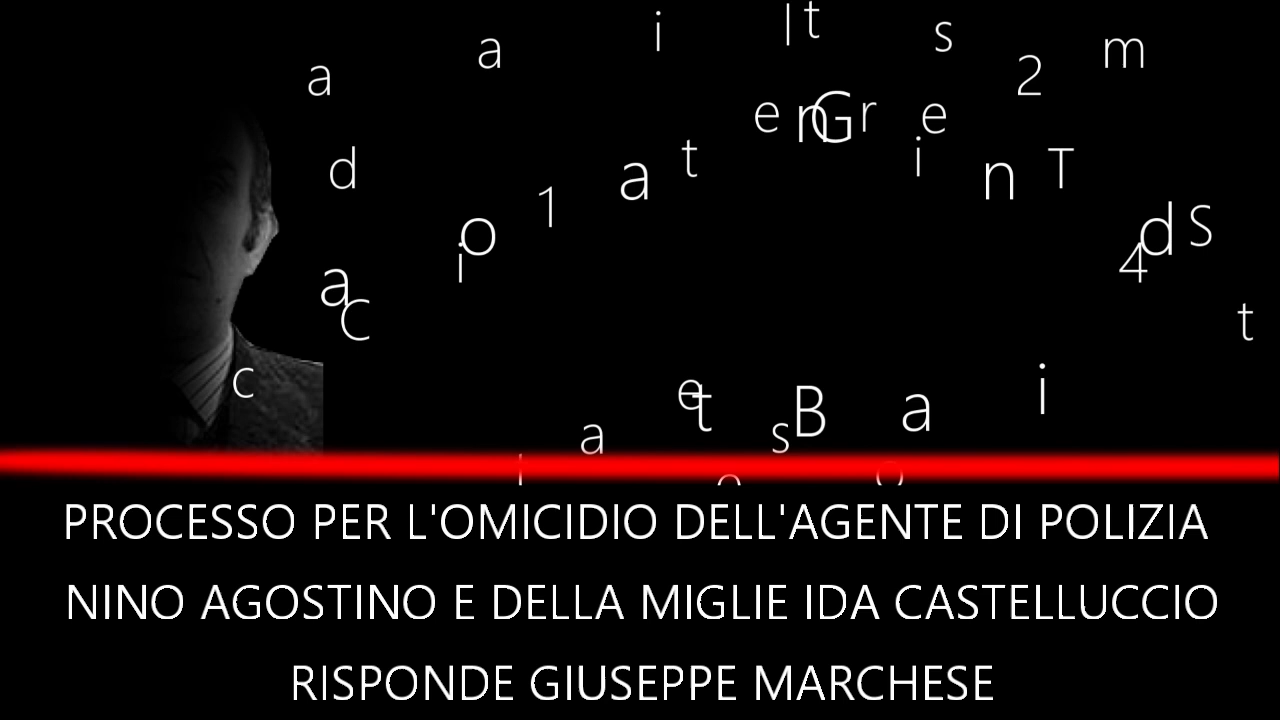 PROCESSO PER L'OMICIDIO DELL'AGENTE DI POLIZIA
NINO AGOSTINO E DELLA MIGLIE IDA CASTELLUCCIO
RISPONDE GIUSEPPE MARCHESE